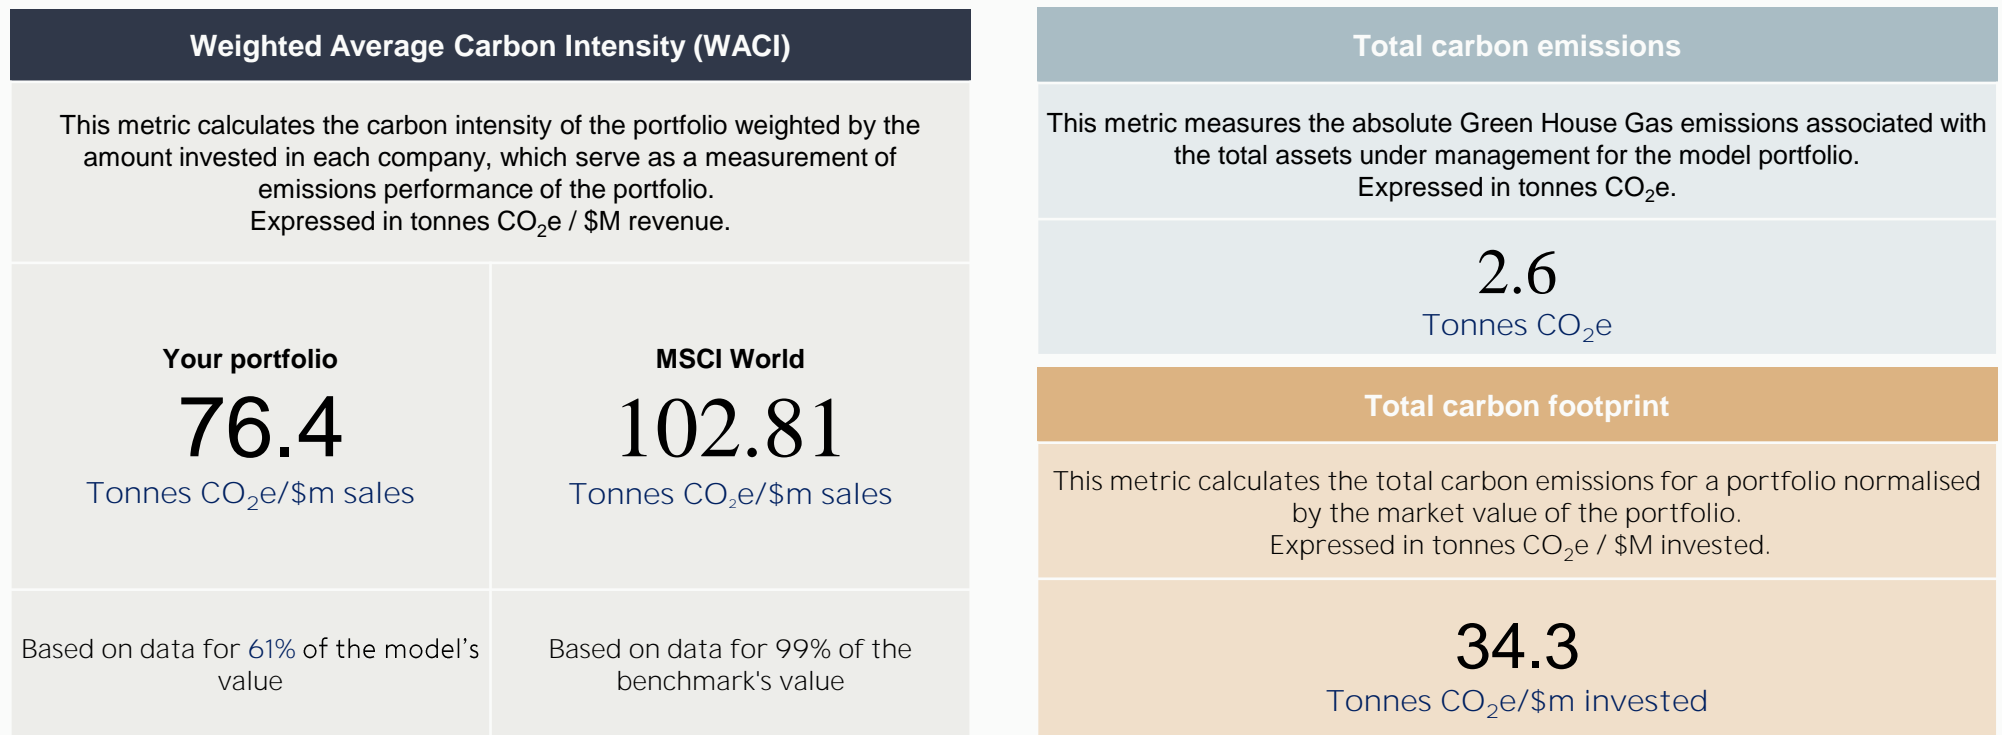 Weighted Average Carbon Intensity (WACI)
This metric calculates the carbon intensity of the portfolio weighted by the
amount invested in each company, which serve as a measurement of
emissions performance of the portfolio.
Expressed in tonnes CO₂e / $M revenue.
Your portfolio
76.4
Tonnes CO₂e/$m sales
MSCI World
102.81
Tonnes CO₂e/$m sales
Based on data for 61% of the model’s
value
Based on data for 99% of the
benchmark's value
Total carbon emissions
This metric measures the absolute Green House Gas emissions associated with
the total assets under management for the model portfolio.
Expressed in tonnes CO₂e.
2.6
Tonnes CO₂e
Total carbon footprint
This metric calculates the total carbon emissions for a portfolio normalised
by the market value of the portfolio.
Expressed in tonnes CO₂e / $M invested.
34.3
Tonnes CO₂e/$m invested